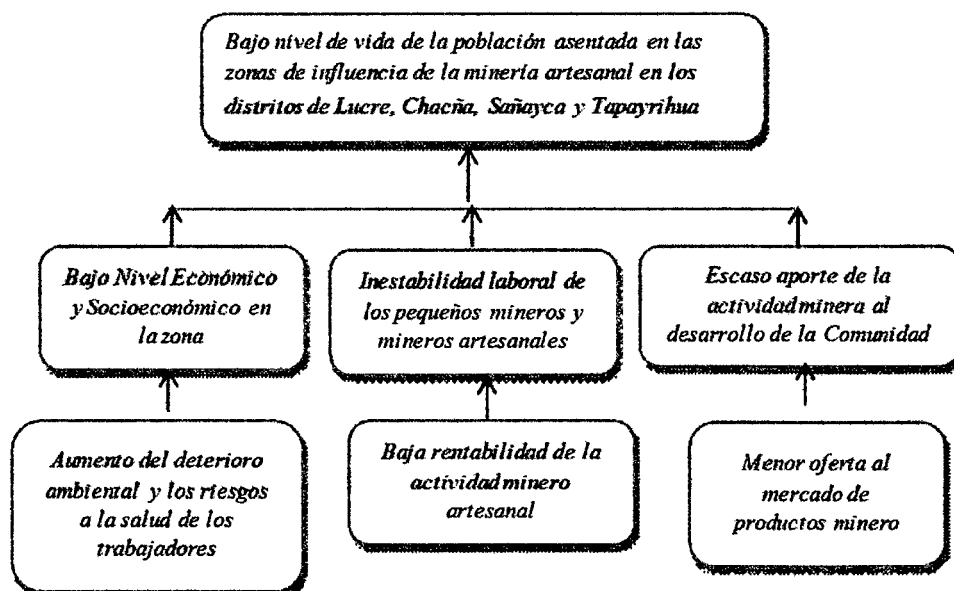 Bajo nivel de vida de la población asentada en las
zonas de influencia de la minería artesanal en los
distritos de Lucre, Chacña, Sañayca y Tapayrihua
Bajo Nivel Económico
y Socioeconómico en
la zona
Inestabilidad laboral de
los pequeños mineros y
mineros artesanales
Escaso aporte de la
actividad minera al
desarrollo de la Comunidad
Aumento del deterioro
ambiental y los riesgos
a la salud de los
trabajadores
Baja rentabilidad de la
actividad minero
artesanal
Menor oferta al
mercado de
productos minero